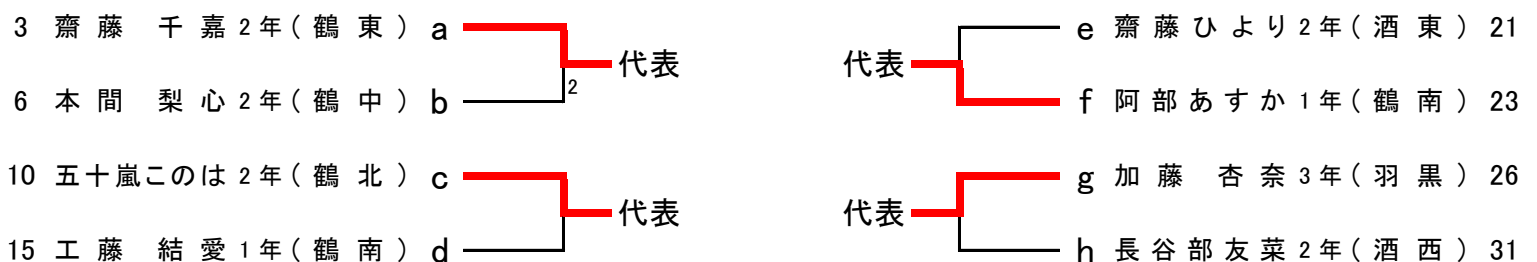 3 齋藤 千嘉 2年(鶴東) a
代表
2
6 本間 梨心 2年(鶴中) b
10 五十嵐このは 2年(鶴北) c
代表
15 工藤 結愛 1年(鶴南) d
e 齋藤ひより 2年(酒東) 21
代表
f 阿部あすか 1年(鶴南) 23
g 加藤 杏奈 3年(羽黒) 26
代表
h 長谷部友菜 2年(酒西) 31